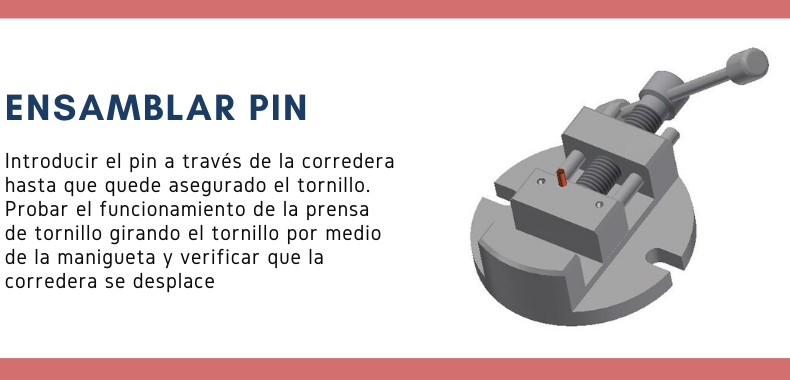 ENSAMBLAR PIN
Introducir el pin a través de la corredera
hasta que quede asegurado el tornillo.
Probar el funcionamiento de la prensa
de tornillo girando el tornillo por medio
de la manigueta y verificar que la
corredera se desplace